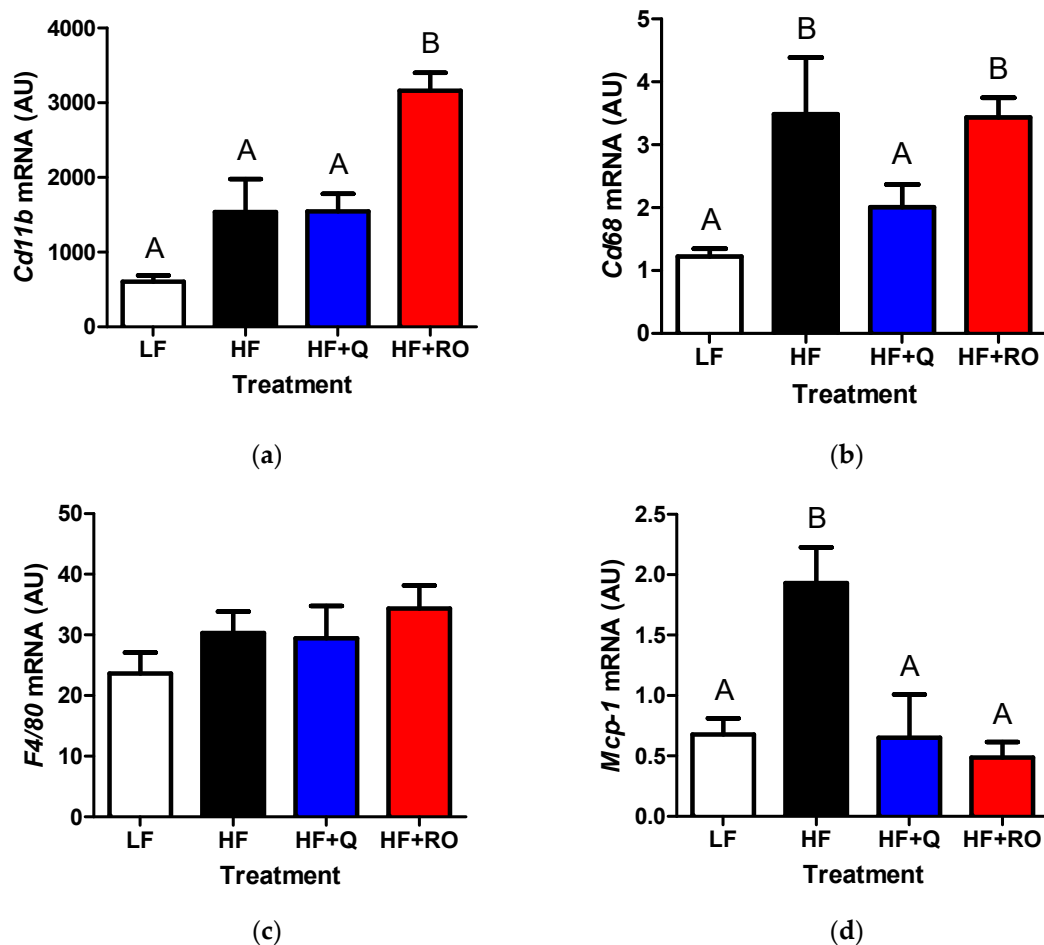 4000
3000
2000
1000
0
Cd11b mRNA (AU)
A
A
A
B
LF HF HF+Q HF+RO
Treatment
(a)
5
4
3
2
1
0
Cd68 mRNA (AU)
A
B
A
B
LF HF HF+Q HF+RO
Treatment
(b)
50
40
30
20
10
0
F4/80 mRNA (AU)
LF HF HF+Q HF+RO
Treatment
(c)
2.5
2.0
1.5
1.0
0.5
0.0
Mcp-1 mRNA (AU)
A
B
A
A
LF HF HF+Q HF+RO
Treatment
(d)